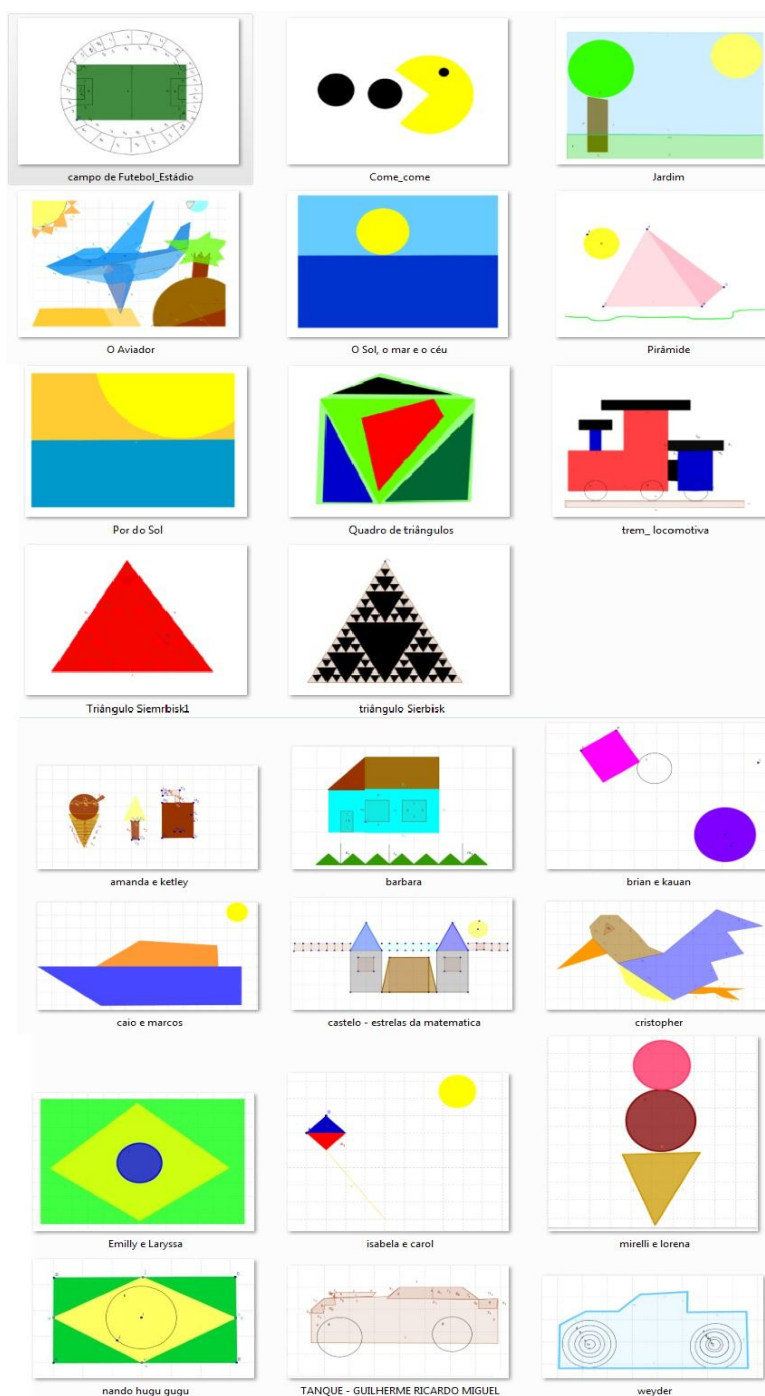 campo de Futebol_Estádio
Come_come
Jardim
O Aviador
O Sol, o mar e o céu
Pirâmide
Por do Sol
Quadro de triângulos
trem_ locomotiva
Triângulo Siemrbisk1
triângulo Sierbisk
amanda e ketley
barbara
brian e kauan
caio e marcos
castelo - estrelas da matematica
cristopher
Emilly e Laryssa
isabela e carol
mirelli e lorena
nando hugu gugu
TANQUE - GUILHERME RICARDO MIGUEL
weyder